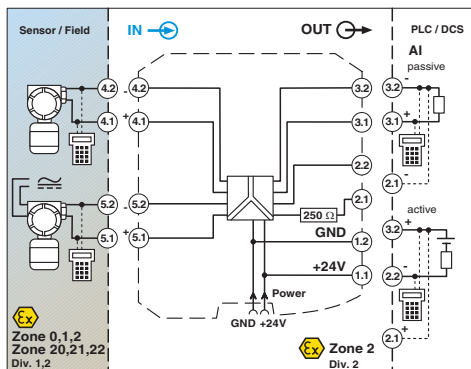 Sensor / Field
IN
OUT
PLC / DCS
AI
passive
4.2
-
4.2
3.2
3.2
-
4.1
+
4.1
3.1
3.1
+
2.2
2.1
-
5.2
-
5.2
2.1
250 Ω
active
5.1
+
5.1
GND
1.2
3.2
+
+24V
1.1
2.2
-
Power
GND +24V
2.1
+
Ex
Zone 0,1,2
Zone 20,21,22
Div. 1,2
Ex
Zone 2
Div. 2